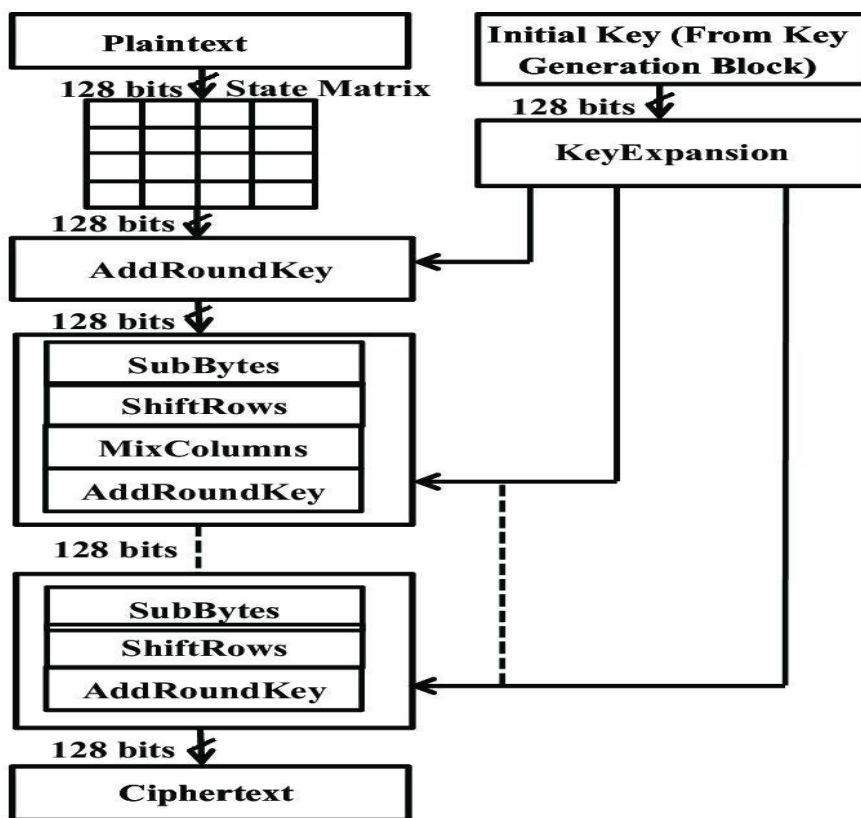 Plaintext
128 bits State Matrix
128 bits
AddRoundKey
128 bits
SubBytes
ShiftRows
MixColumns
AddRoundKey
128 bits
SubBytes
ShiftRows
AddRoundKey
128 bits
Ciphertext
Initial Key (From Key
Generation Block)
128 bits
KeyExpansion